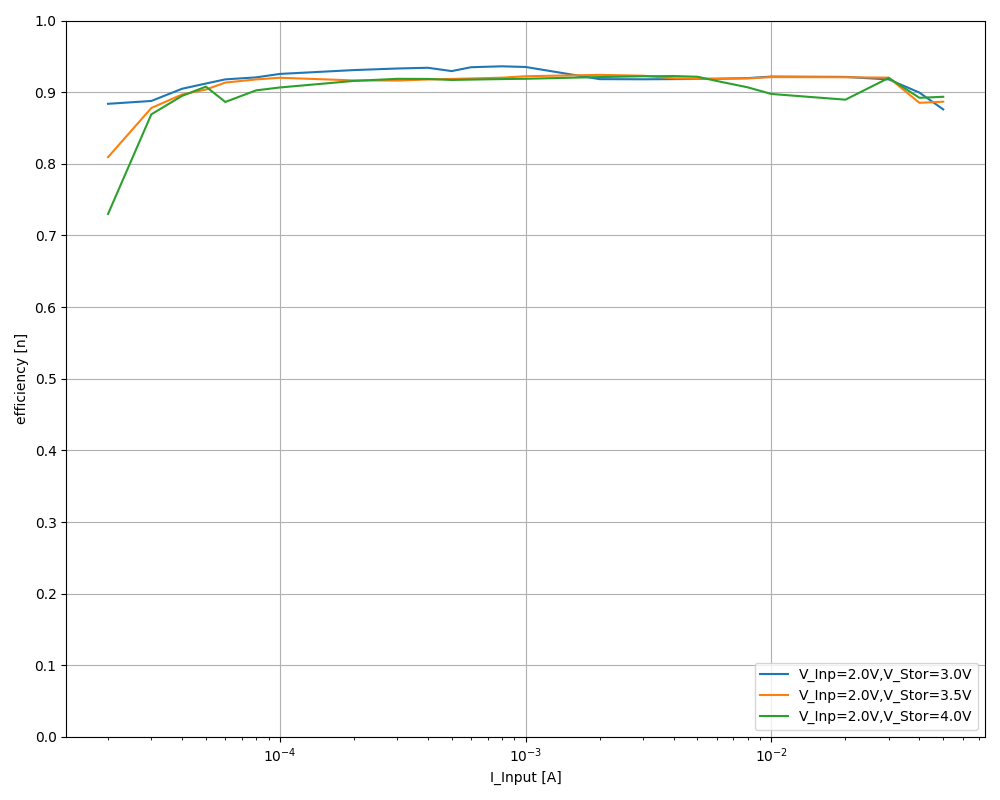 1.0
0.9
0.8
0.7
0.6
0.5
0.4
0.3
0.2
0.1
0.0
efficiency [n]
10⁻⁴
10⁻³
10⁻²
I_Input [A]
V_Inp=2.0V,V_Stor=3.0V
V_Inp=2.0V,V_Stor=3.5V
V_Inp=2.0V,V_Stor=4.0V